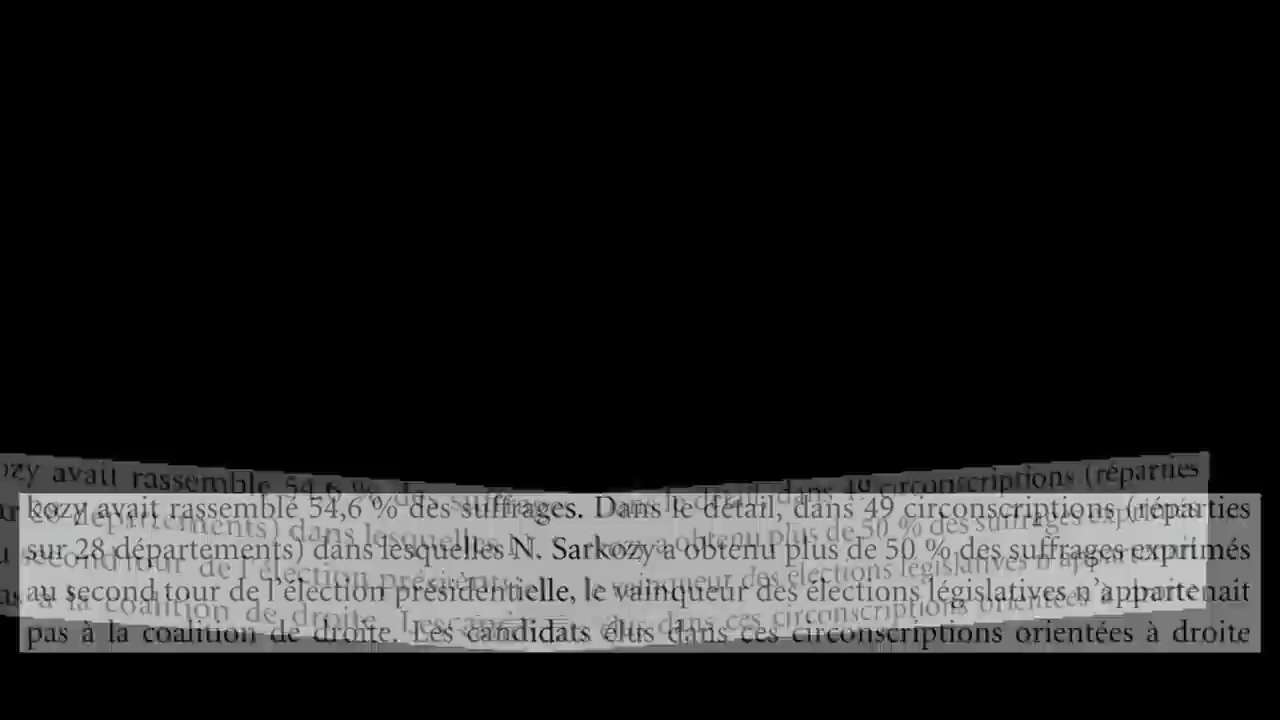 kozy avait rassemblé 54,6 % des suffrages. Dans le détail, dans 49 circonscriptions (réparties
sur 28 départements) dans lesquelles N. Sarkozy a obtenu plus de 50 % des suffrages exprimés
au second tour de l'élection présidentielle, le vainqueur des élections législatives n'appartenait
pas à la coalition de droite. Les candidats élus dans ces circonscriptions orientées à droite